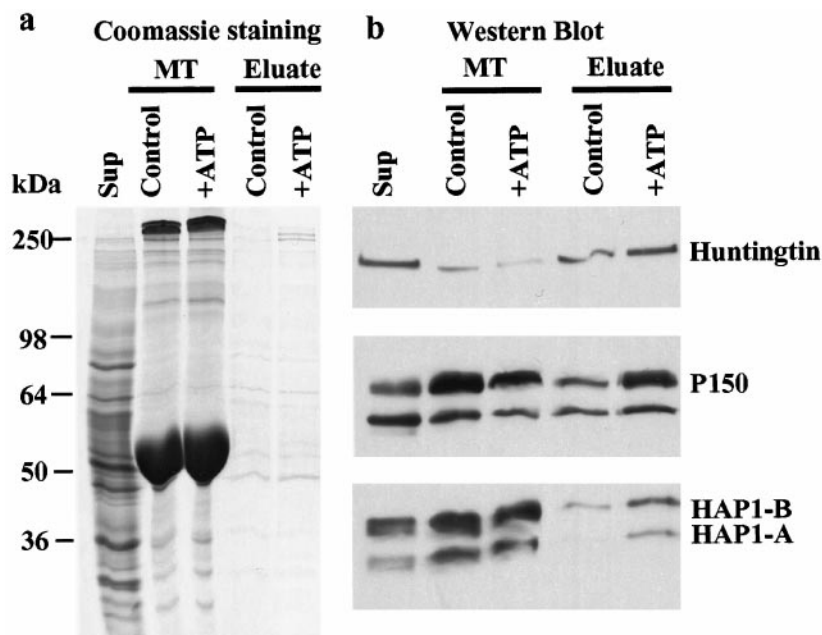 a
Coomassie staining
MT
Eluate
kDa
Sup
Control
+ATP
Control
+ATP
250
98
64
50
36
b
Western Blot
MT
Eluate
Sup
Control
+ATP
Control
+ATP
Huntingtin
P150
HAP1-B
HAP1-A